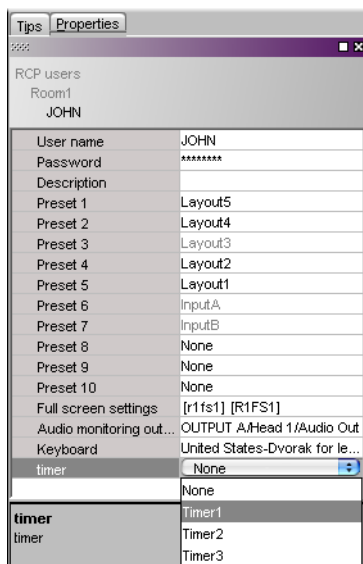 Tips Properties
RCP users
Room1
JOHN
User name JOHN
Password ********
Description
Preset 1 Layout5
Preset 2 Layout4
Preset 3 Layout3
Preset 4 Layout2
Preset 5 Layout1
Preset 6 InputA
Preset 7 InputB
Preset 8 None
Preset 9 None
Preset 10 None
Full screen settings [r1fs1] [R1FS1]
Audio monitoring out... OUTPUT A/Head 1/Audio Out
Keyboard United States-Dvorak for le...
timer None
None
Timer1
Timer2
Timer3
timer
timer